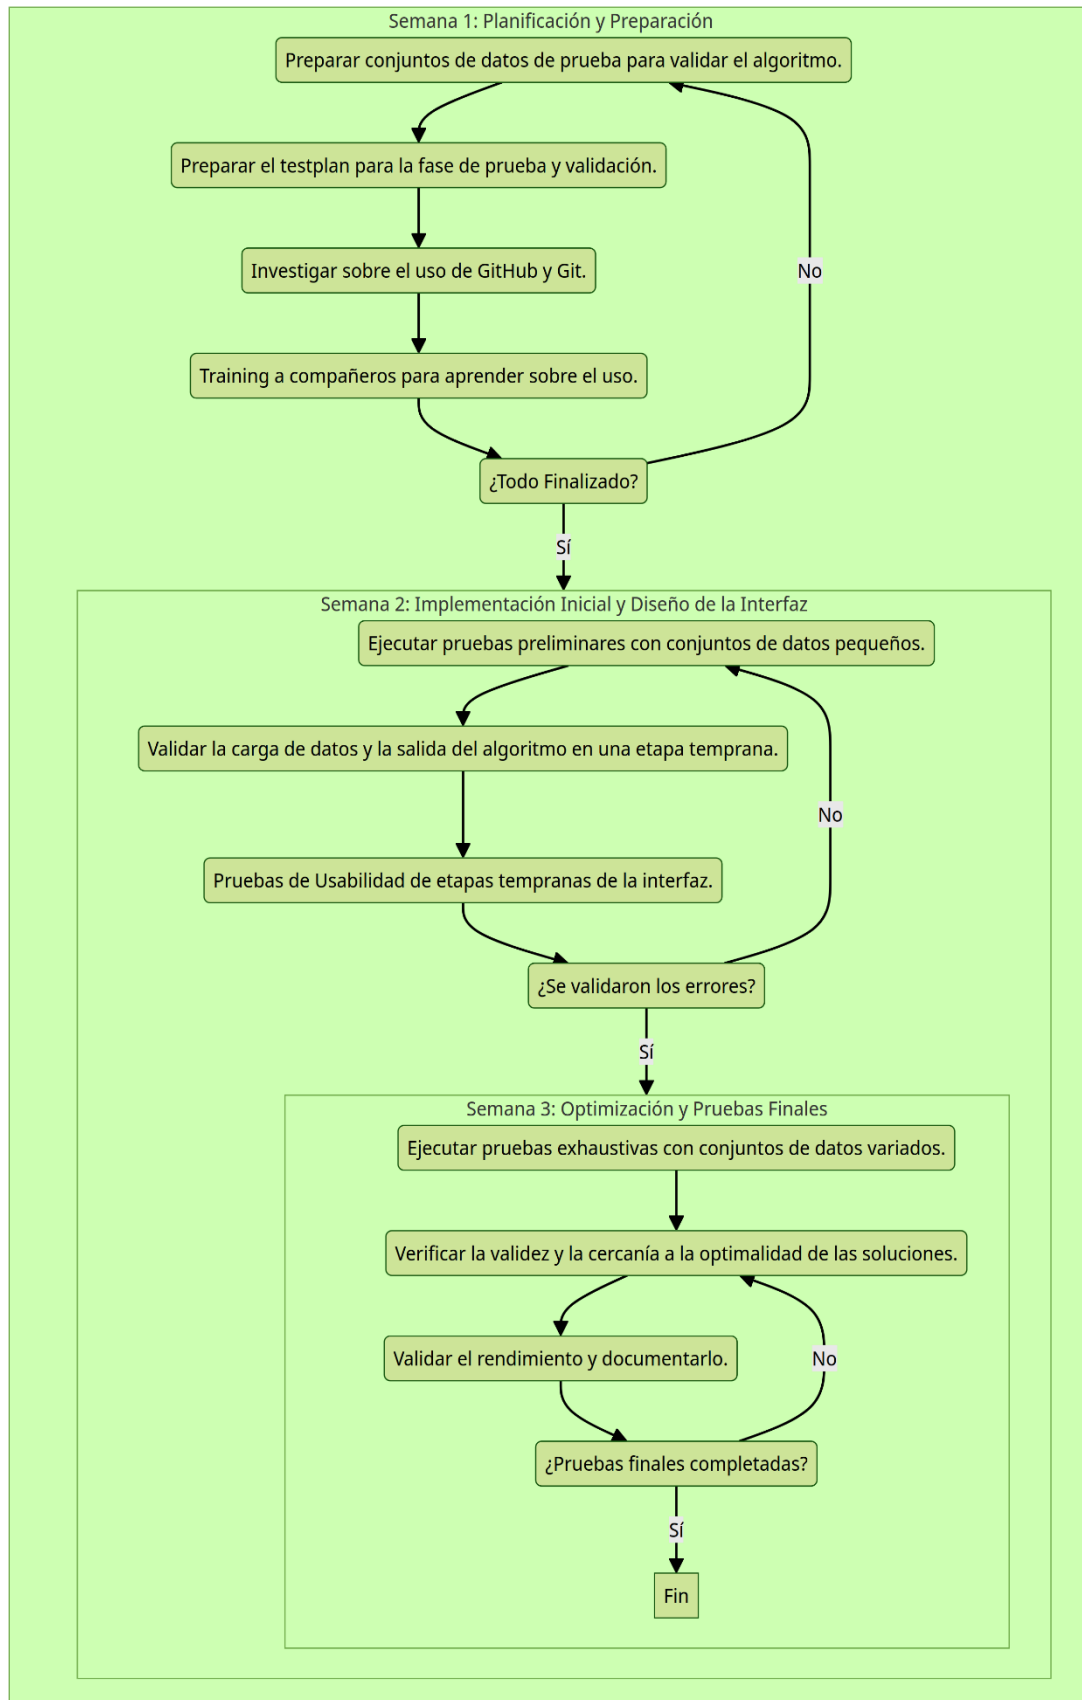 Semana 1: Planificación y Preparación
Preparar conjuntos de datos de prueba para validar el algoritmo.
Preparar el testplan para la fase de prueba y validación.
Investigar sobre el uso de GitHub y Git.
No
Training a compañeros para aprender sobre el uso.
¿Todo Finalizado?
Sí
Semana 2: Implementación Inicial y Diseño de la Interfaz
Ejecutar pruebas preliminares con conjuntos de datos pequeños.
Validar la carga de datos y la salida del algoritmo en una etapa temprana.
No
Pruebas de Usabilidad de etapas tempranas de la interfaz.
¿Se validaron los errores?
Sí
Semana 3: Optimización y Pruebas Finales
Ejecutar pruebas exhaustivas con conjuntos de datos variados.
Verificar la validez y la cercanía a la optimalidad de las soluciones.
Validar el rendimiento y documentarlo.
No
¿Pruebas finales completadas?
Sí
Fin